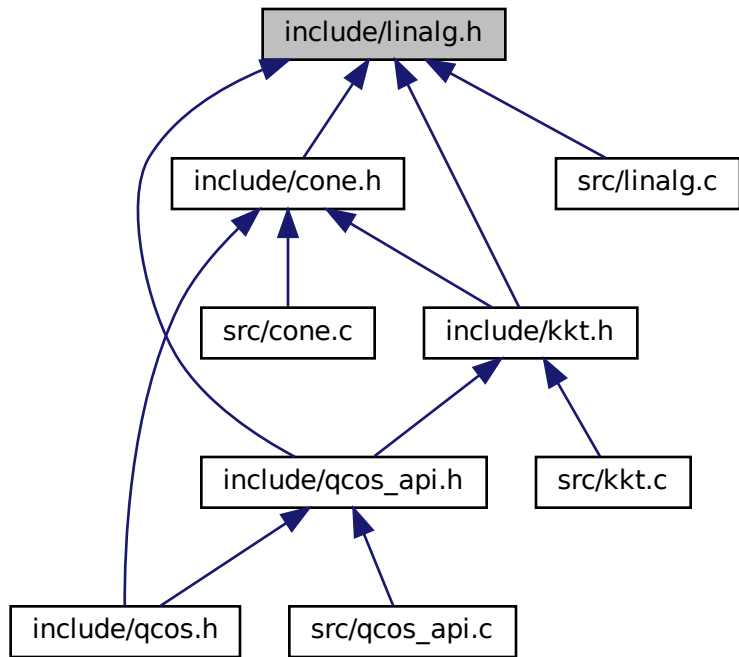 include/linalg.h
include/cone.h
src/linalg.c
src/cone.c
include/kkt.h
include/qcos_api.h
src/kkt.c
include/qcos.h
src/qcos_api.c